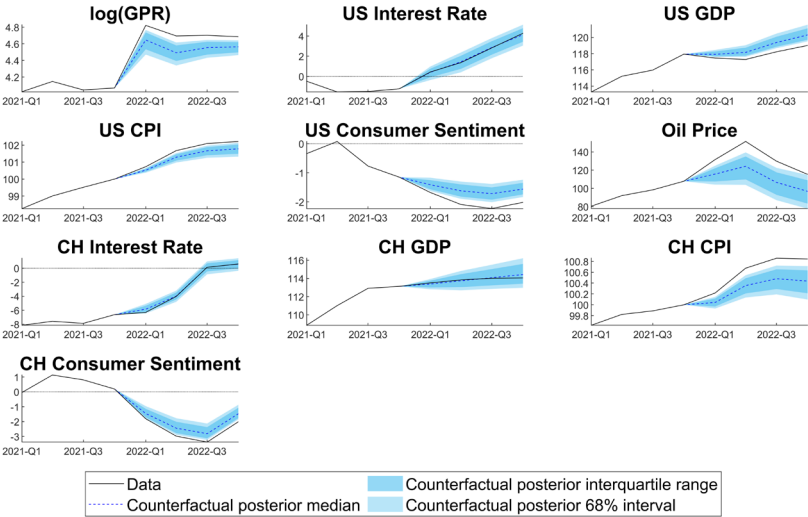 log(GPR)
4.8
4.6
4.4
4.2
2021-Q1 2021-Q3 2022-Q1 2022-Q3
US Interest Rate
4
2
0
2021-Q1 2021-Q3 2022-Q1 2022-Q3
US GDP
120
118
116
114
2021-Q1 2021-Q3 2022-Q1 2022-Q3
US CPI
102
101
100
99
2021-Q1 2021-Q3 2022-Q1 2022-Q3
US Consumer Sentiment
0
-1
-2
2021-Q1 2021-Q3 2022-Q1 2022-Q3
Oil Price
140
120
100
80
2021-Q1 2021-Q3 2022-Q1 2022-Q3
CH Interest Rate
0
-2
-4
-6
-8
2021-Q1 2021-Q3 2022-Q1 2022-Q3
CH GDP
116
114
112
110
2021-Q1 2021-Q3 2022-Q1 2022-Q3
CH CPI
100.8
100.6
100.4
100.2
100
99.8
2021-Q1 2021-Q3 2022-Q1 2022-Q3
CH Consumer Sentiment
1
0
-1
-2
-3
2021-Q1 2021-Q3 2022-Q1 2022-Q3
Data
Counterfactual posterior median
Counterfactual posterior interquartile range
Counterfactual posterior 68% interval